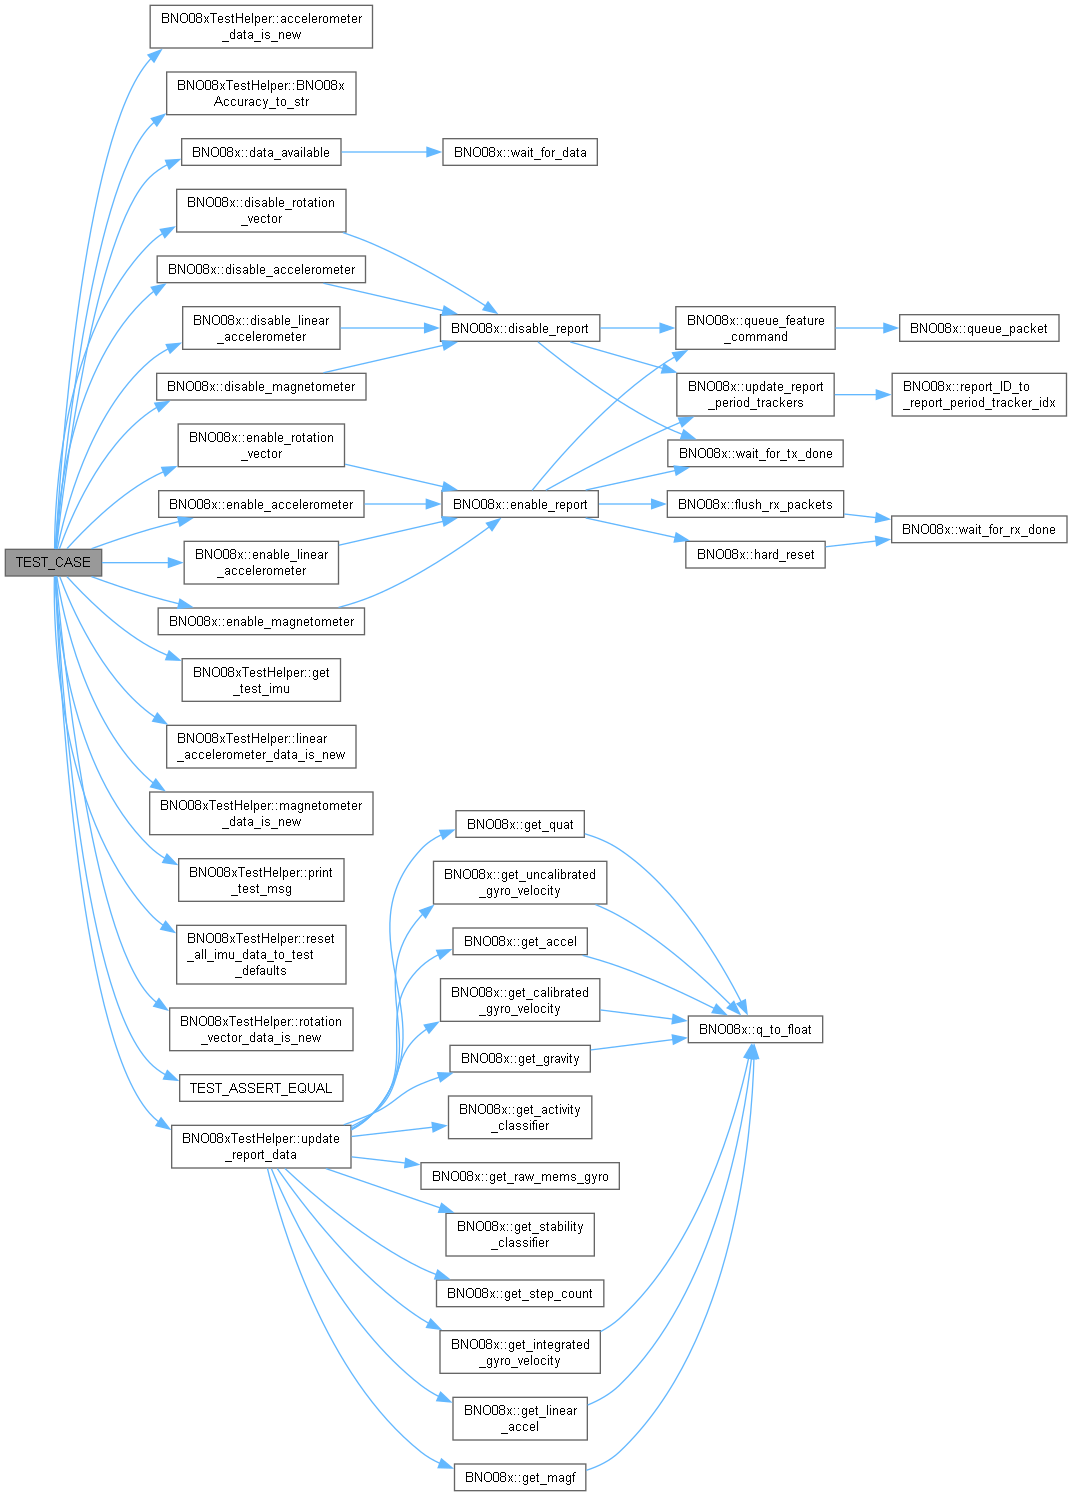 BNO08xTestHelper::accelerometer
_data_is_new
BNO08xTestHelper::BNO08x
Accuracy_to_str
BNO08x::data_available
BNO08x::wait_for_data
BNO08x::disable_rotation
_vector
BNO08x::disable_accelerometer
BNO08x::disable_linear
_accelerometer
BNO08x::disable_report
BNO08x::queue_feature
_command
BNO08x::queue_packet
BNO08x::disable_magnetometer
BNO08x::update_report
_period_trackers
BNO08x::report_ID_to
_report_period_tracker_idx
BNO08x::enable_rotation
_vector
BNO08x::wait_for_tx_done
BNO08x::enable_accelerometer
BNO08x::enable_report
BNO08x::flush_rx_packets
BNO08x::wait_for_rx_done
BNO08x::enable_linear
_accelerometer
BNO08x::hard_reset
TEST_CASE
BNO08x::enable_magnetometer
BNO08xTestHelper::get
_test_imu
BNO08xTestHelper::linear
_accelerometer_data_is_new
BNO08xTestHelper::magnetometer
_data_is_new
BNO08x::get_quat
BNO08xTestHelper::print
_test_msg
BNO08x::get_uncalibrated
_gyro_velocity
BNO08xTestHelper::reset
_all_imu_data_to_test
_defaults
BNO08x::get_accel
BNO08x::get_calibrated
_gyro_velocity
BNO08xTestHelper::rotation
_vector_data_is_new
BNO08x::q_to_float
BNO08x::get_gravity
TEST_ASSERT_EQUAL
BNO08x::get_activity
_classifier
BNO08xTestHelper::update
_report_data
BNO08x::get_raw_mems_gyro
BNO08x::get_stability
_classifier
BNO08x::get_step_count
BNO08x::get_integrated
_gyro_velocity
BNO08x::get_linear
_accel
BNO08x::get_magf